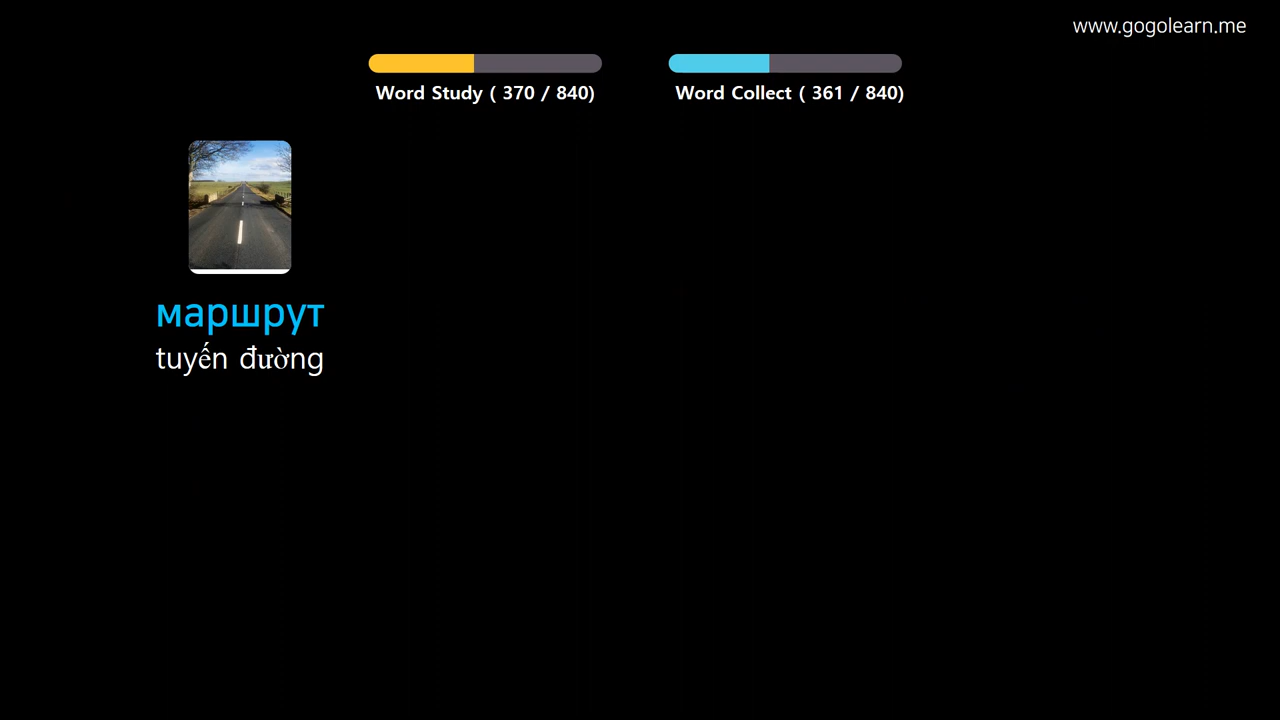 www.gogolearn.me
Word Study ( 370 / 840)
Word Collect ( 361 / 840)
маршрут
tuyến đường